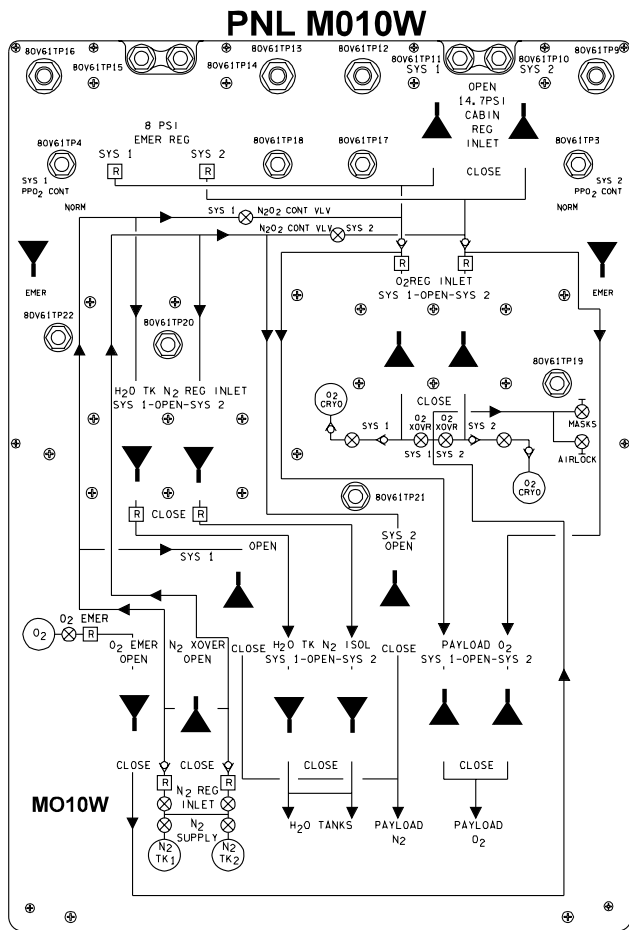 PNL M010W
80V61TP16
80V61TP15
80V61TP14
80V61TP13
80V61TP12
80V61TP11
SYS 1
80V61TP10
SYS 2
80V61TP9
OPEN
14.7PSI
CABIN
REG
INLET
CLOSE
8 PSI
EMER REG
SYS 1 SYS 2
R R
80V61TP4
80V61TP18
80V61TP17
80V61TP3
SYS 1
PPO2 CONT
NORM
EMER
SYS 2
PPO2 CONT
NORM
EMER
SYS 1 N2O2 CONT VLV
N2O2 CONT VLV SYS 2
R R
O2REG INLET
SYS 1-OPEN-SYS 2
80V61TP22
80V61TP20
80V61TP19
H2O TK N2 REG INLET
SYS 1-OPEN-SYS 2
CLOSE
O2
CRYO
SYS 1
O2
XOVR
O2
XOVR
SYS 2
SYS 1 SYS 2
MASKS
AIRLOCK
O2
CRYO
80V61TP21
R CLOSE R
SYS 1
OPEN
SYS 2
OPEN
O2 O2 EMER
R
O2 EMER
OPEN
N2 XOVER
OPEN
CLOSE
H2O TK N2 ISOL
SYS 1-OPEN-SYS 2
CLOSE
PAYLOAD O2
SYS 1-OPEN-SYS 2
CLOSE CLOSE CLOSE CLOSE
R R
N2 REG
INLET
N2
SUPPLY
N2
TK1
N2
TK2
MO10W
H2O TANKS
PAYLOAD
N2
PAYLOAD
O2